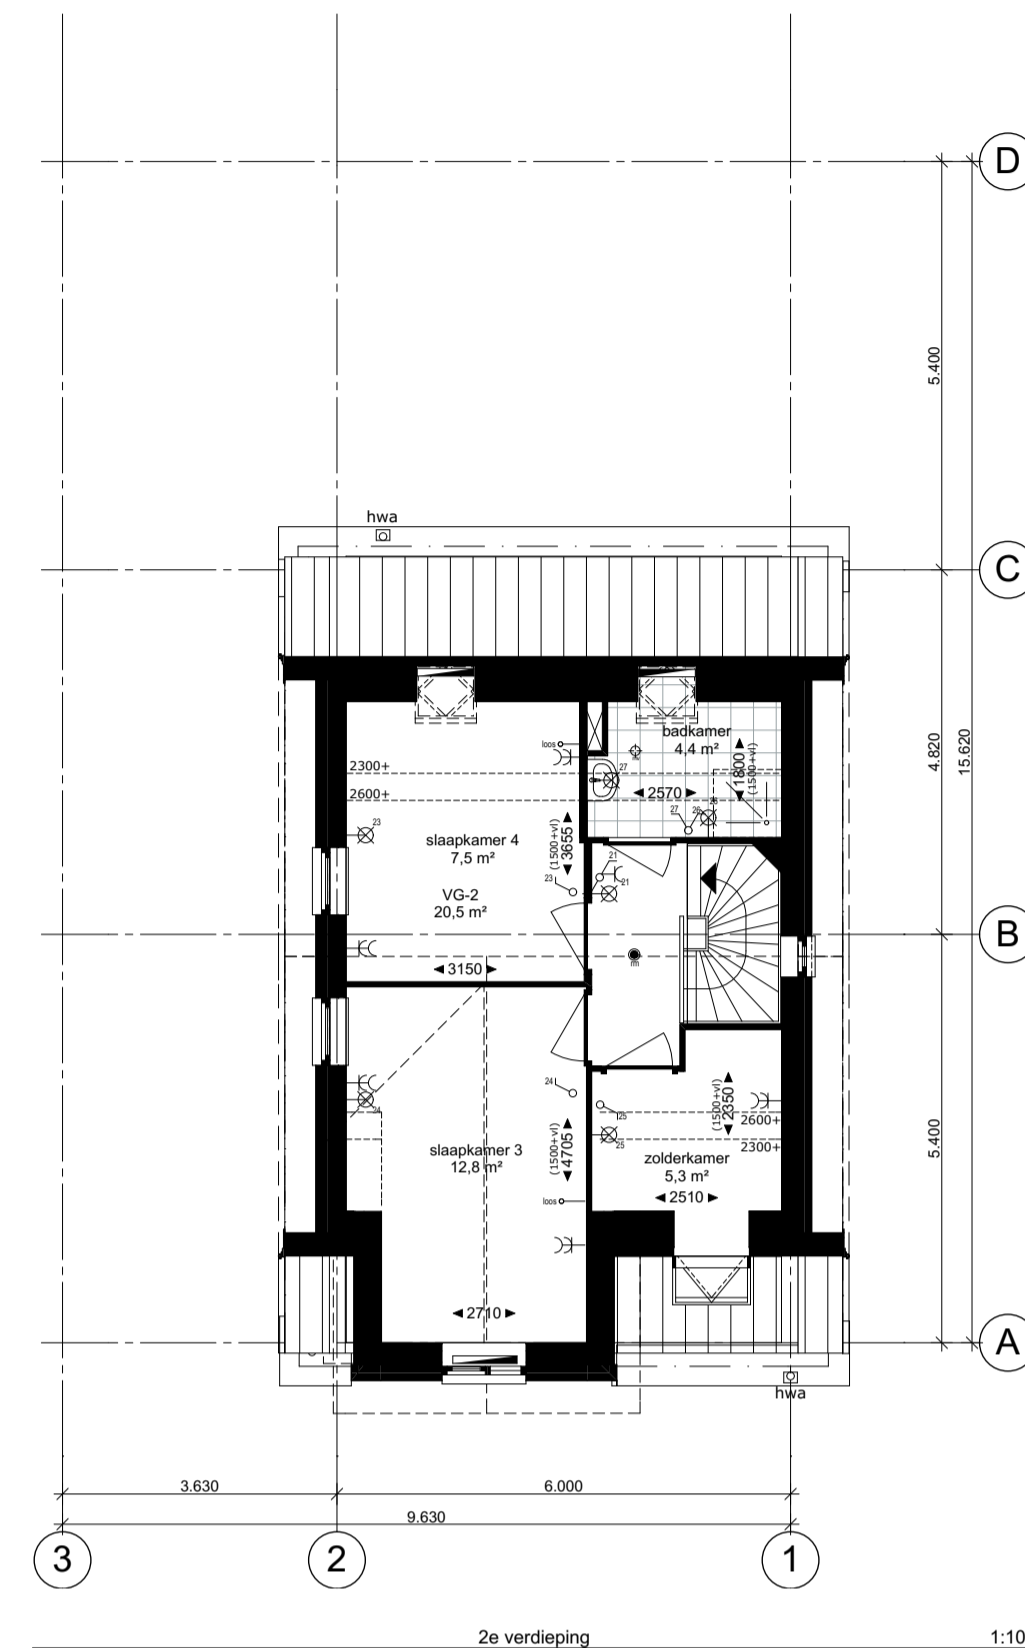 D
5.400
hwa
C
badkamer
4,4 m²
loos
2300+
1800
(1500+vl)
4.820
15.620
27
2570
2600+
27
26
23
slaapkamer 4
7,5 m²
(1500+vl)
3655
21
23
21
VG-2
20,5 m²
B
3150
24
24
25
(1500+vl)
2350
2600+
25
2300+
5.400
slaapkamer 3
12,8 m²
(1500+vl)
4705
zolderkamer
5,3 m²
loos
2510
2710
A
hwa
3.630
6.000
9.630
3
2
1
2e verdieping
1:10